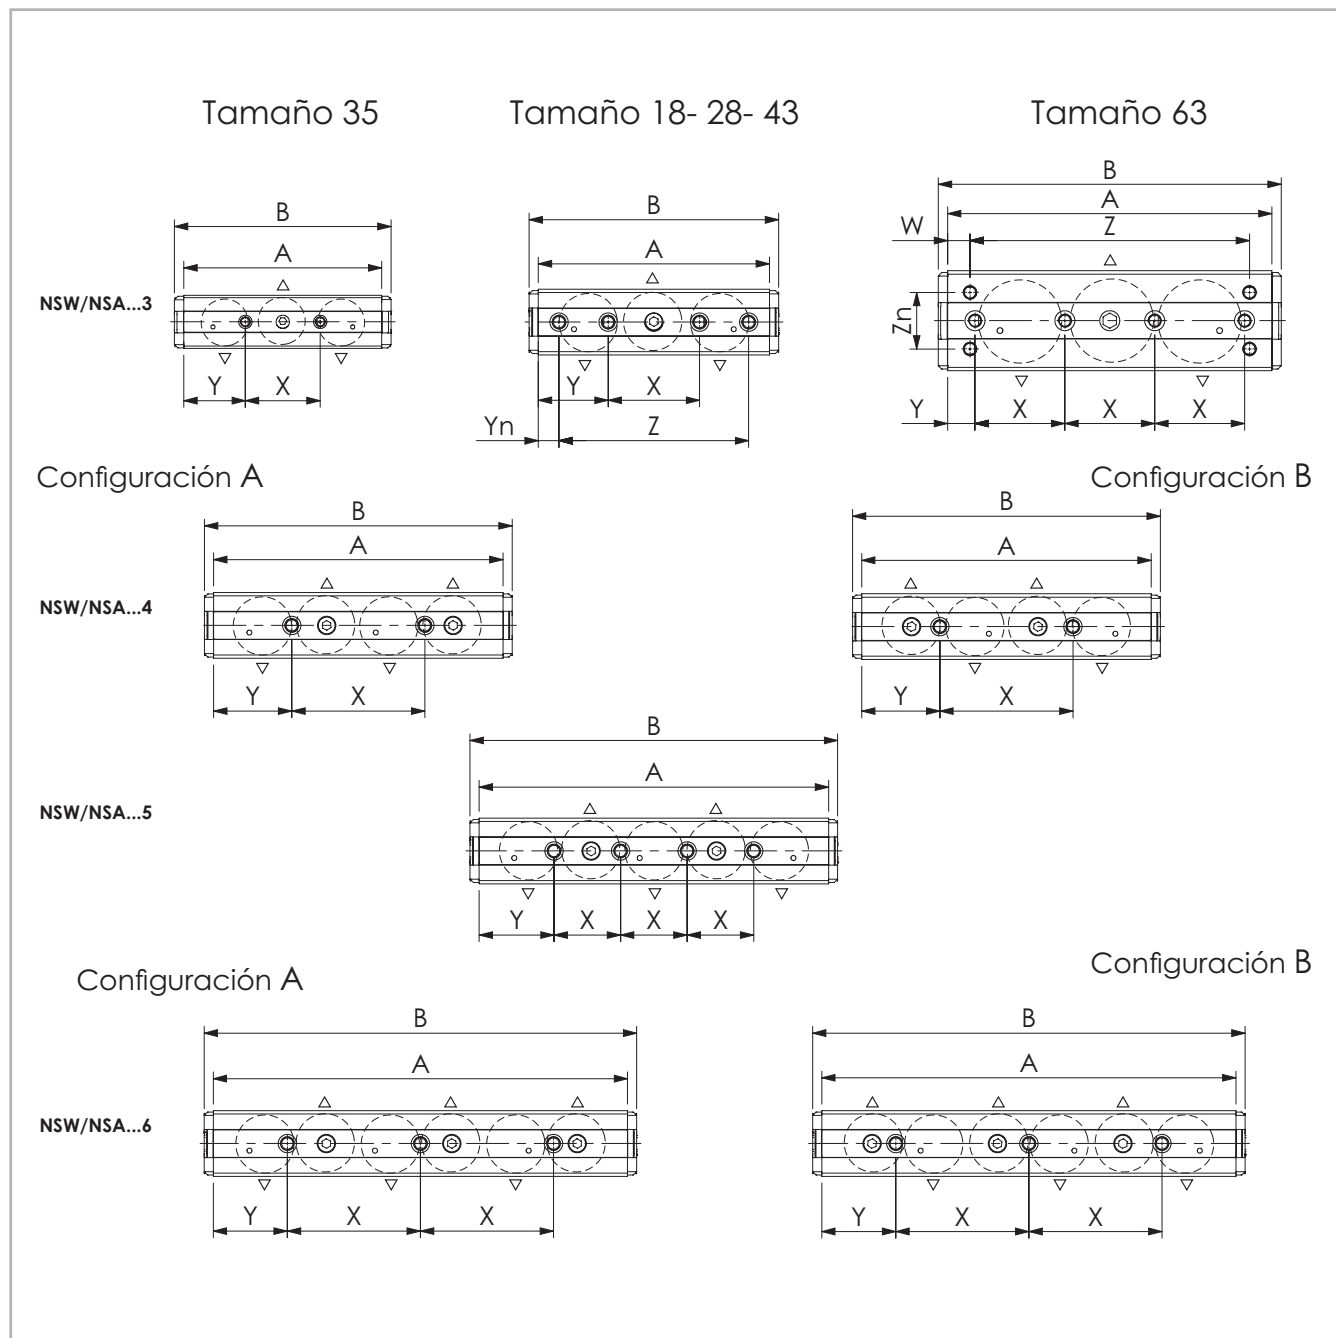 Tamaño 35
Tamaño 18- 28- 43
Tamaño 63
B
A
Y
X
B
A
Y
X
Yn
Z
B
A
W
Z
Zn
Y
X
X
X
NSW/NSA...3
Configuración A
Configuración B
B
A
Y
X
B
A
Y
X
NSW/NSA...4
B
A
NSW/NSA...5
Y
X
X
X
Configuración A
Configuración B
B
A
Y
X
X
B
A
Y
X
X
NSW/NSA...6